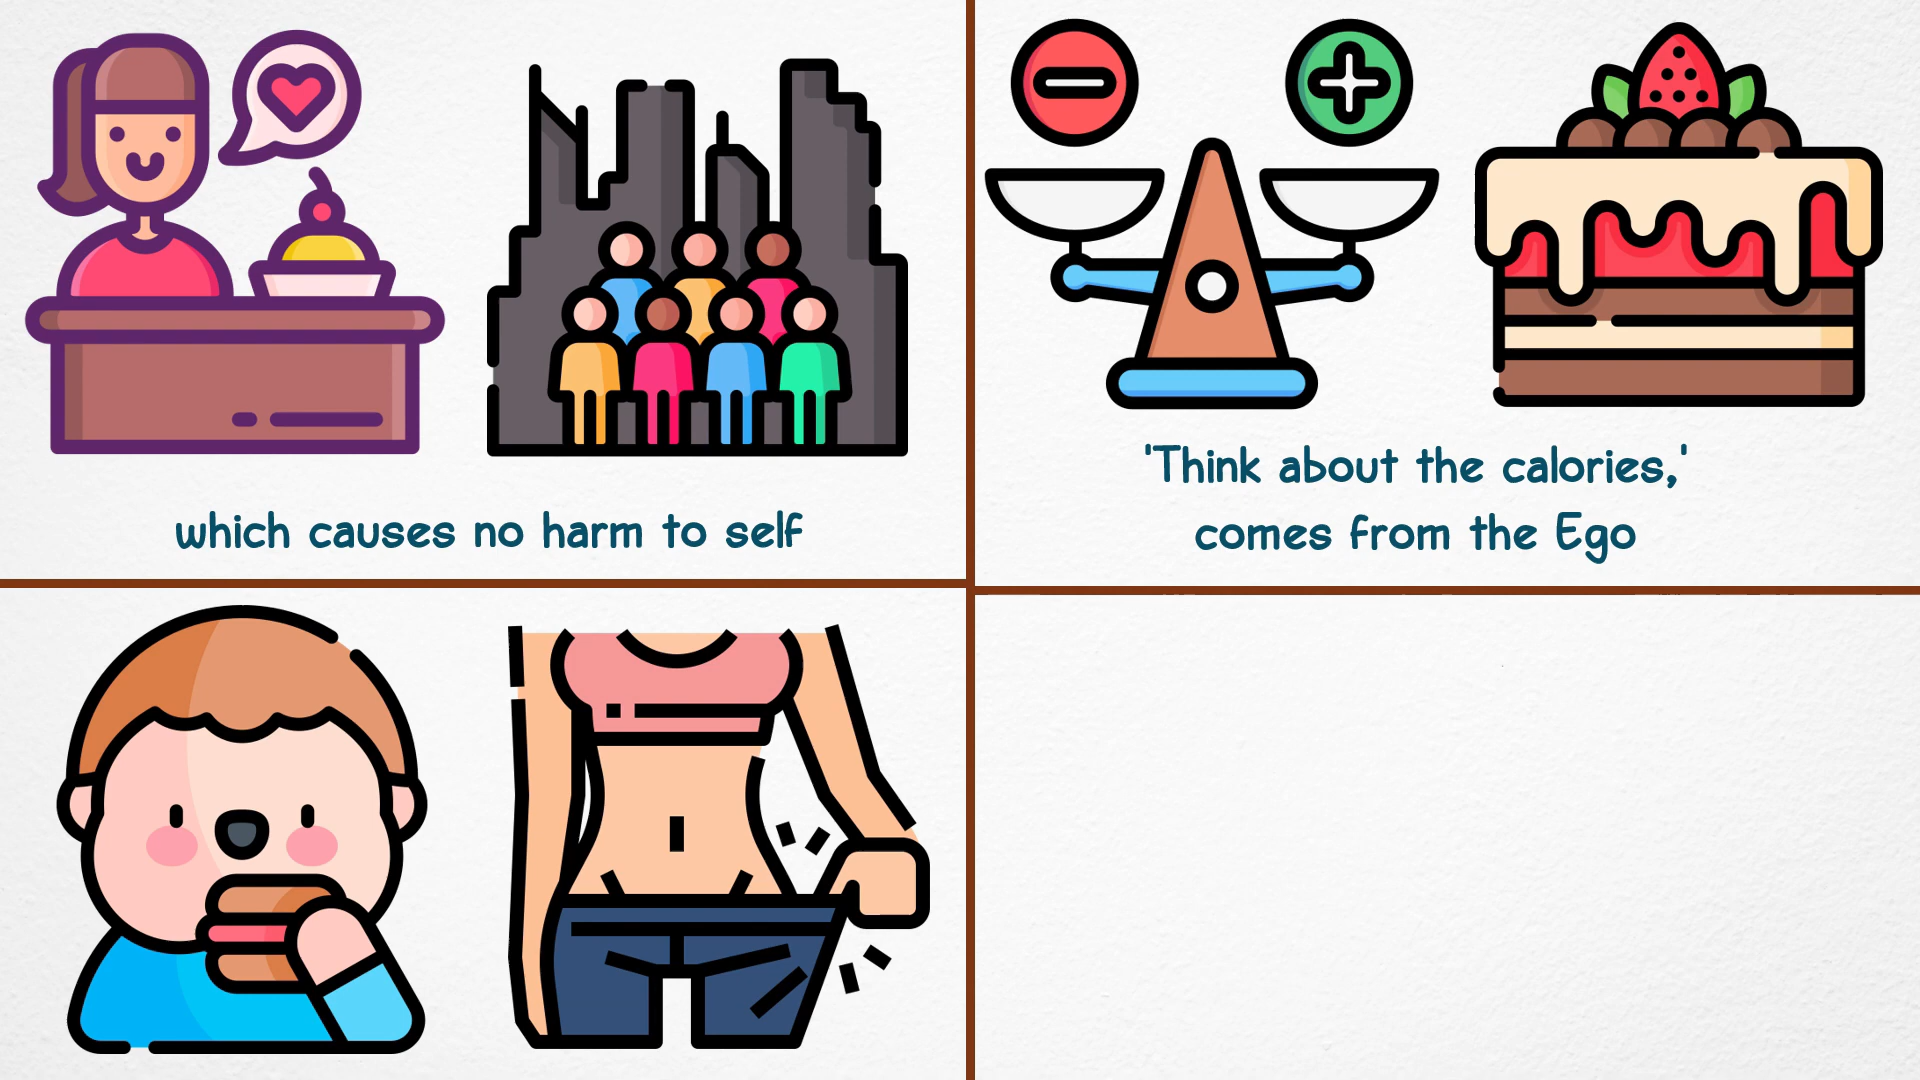 which causes no harm to self
'Think about the calories,'
comes from the Ego